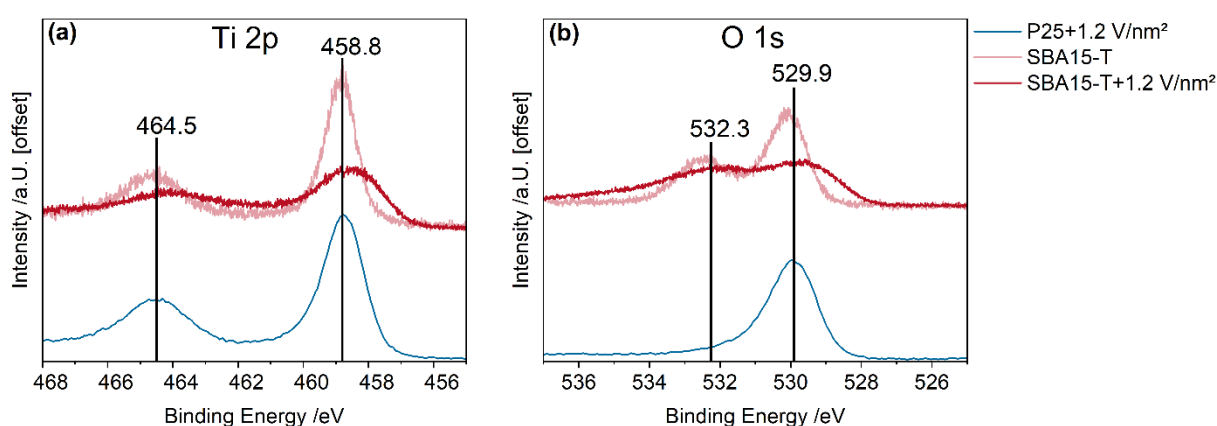 (a) Ti 2p
458.8
464.5
Intensity /a.U. [offset]
468 466 464 462 460 458 456
Binding Energy /eV
(b) O 1s
529.9
532.3
Intensity /a.U. [offset]
536 534 532 530 528 526
Binding Energy /eV
P25+1.2 V/nm²
SBA15-T
SBA15-T+1.2 V/nm²